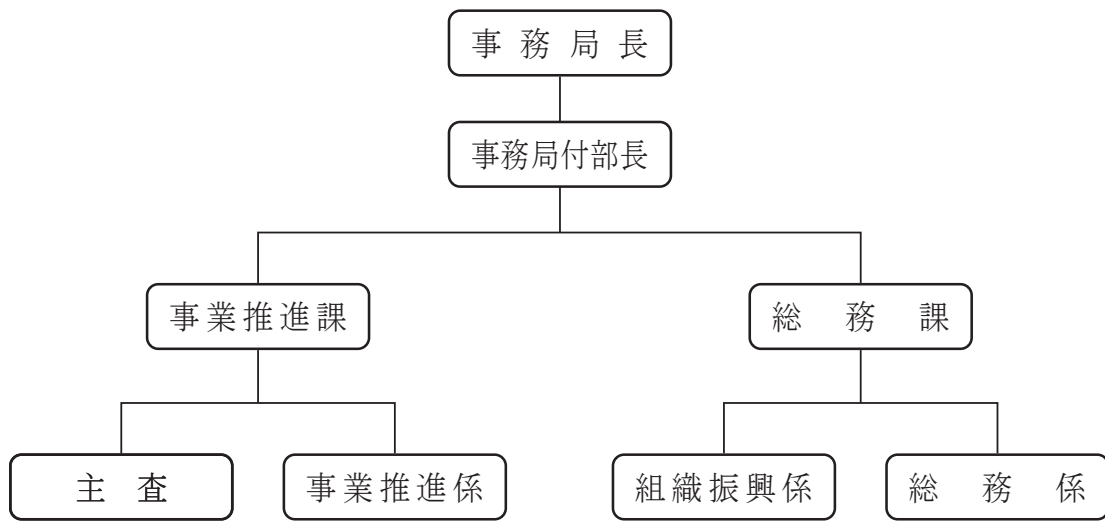 事務局長
事務局付部長
事業推進課
総務課
主査
事業推進係
組織振興係
総務係